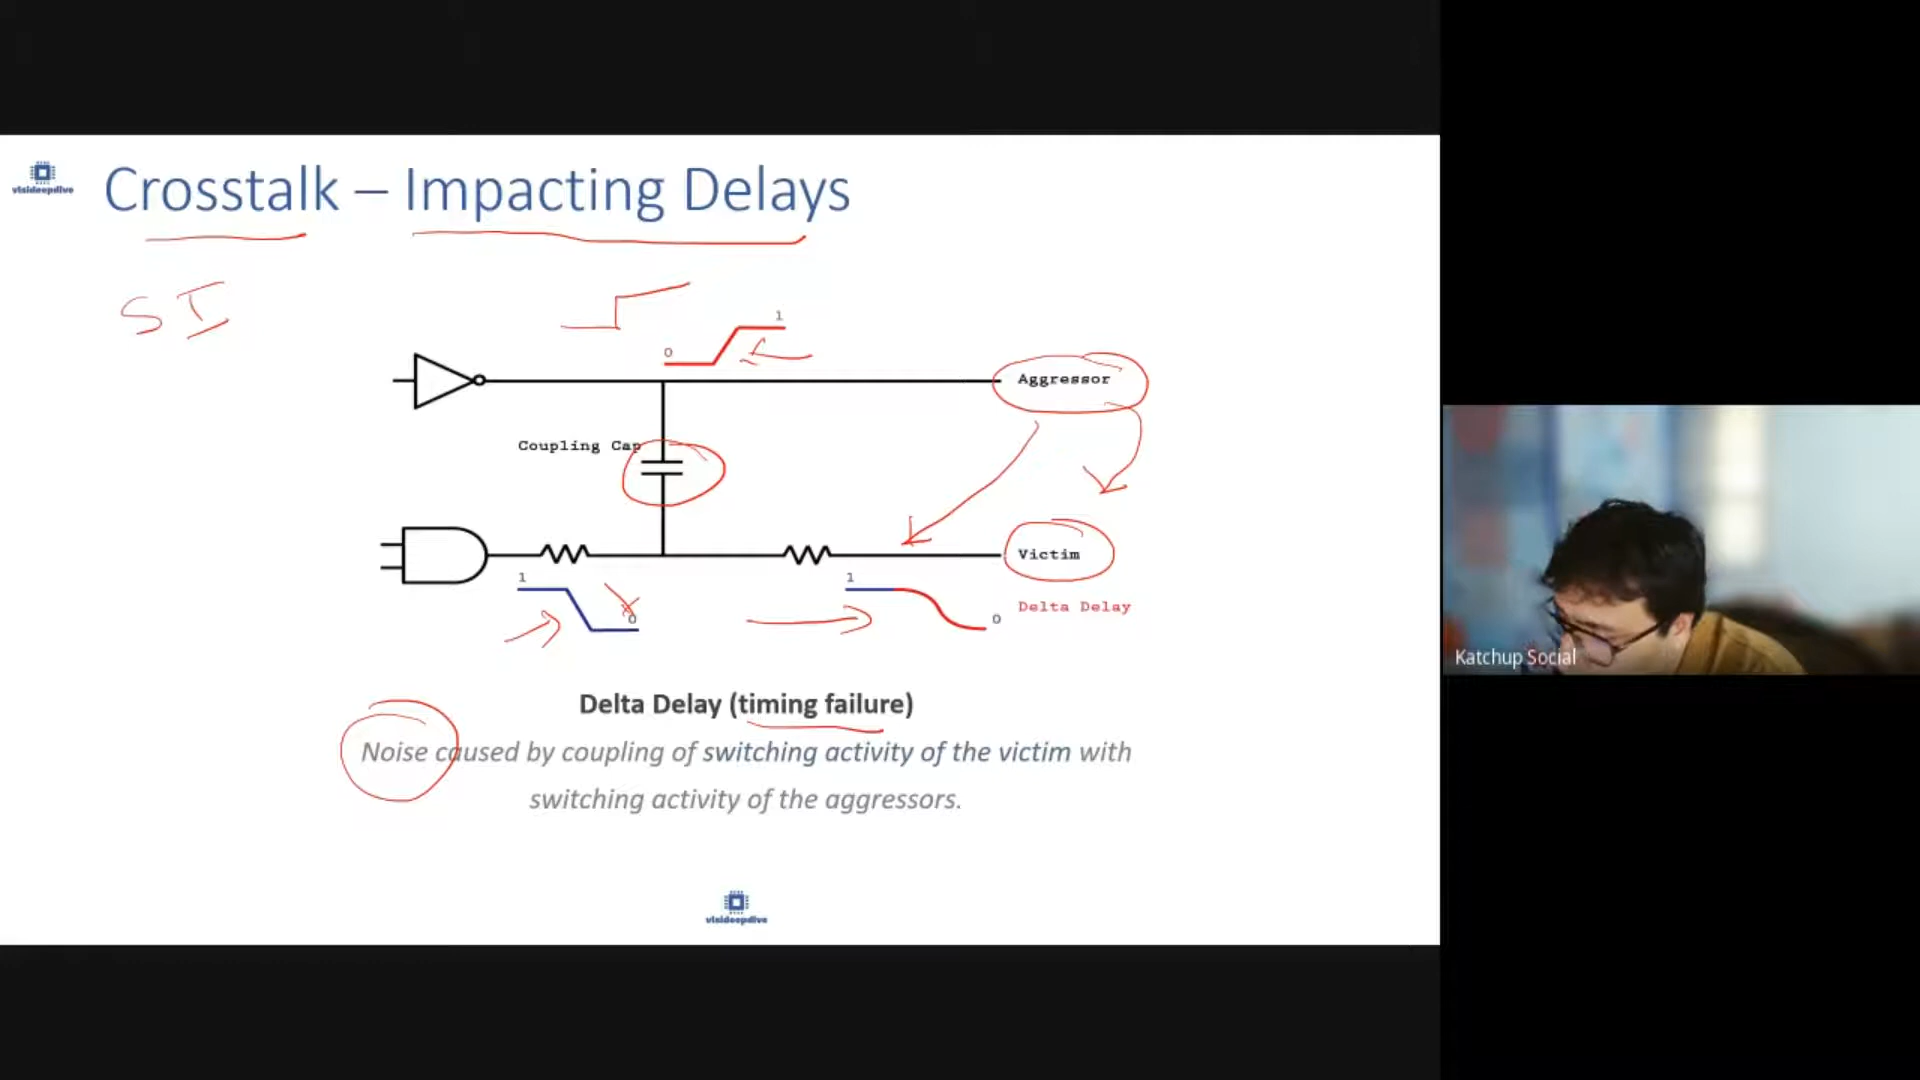 vlsideepdive
Crosstalk – Impacting Delays
SI
0
1
Aggressor
Coupling Cap
Victim
1
0
1
0
Delta Delay
Delta Delay (timing failure)
Noise caused by coupling of switching activity of the victim with
switching activity of the aggressors.
vlsideepdive
Katchup Social